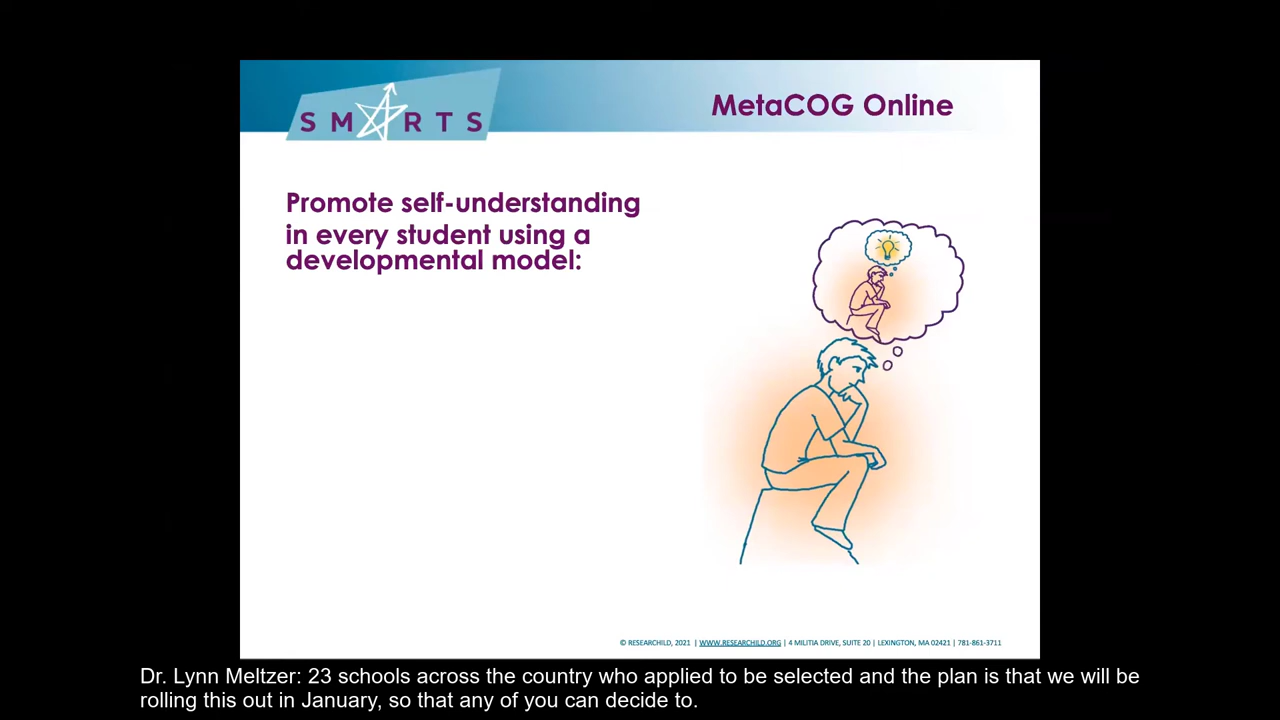 SMARTS
MetaCOG Online
Promote self-understanding
in every student using a
developmental model:
© RESEARCHILD, 2021 | WWW.RESEARCHILD.ORG | 4 MILITIA DRIVE, SUITE 20 | LEXINGTON, MA 02421 | 781-861-3711
Dr. Lynn Meltzer: 23 schools across the country who applied to be selected and the plan is that we will be
rolling this out in January, so that any of you can decide to.